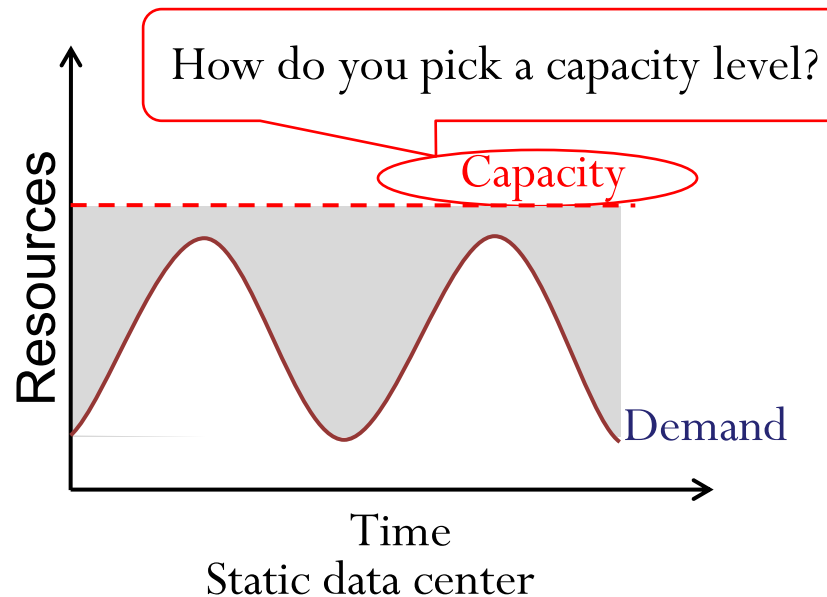 How do you pick a capacity level?
Capacity
Resources
Demand
Time
Static data center